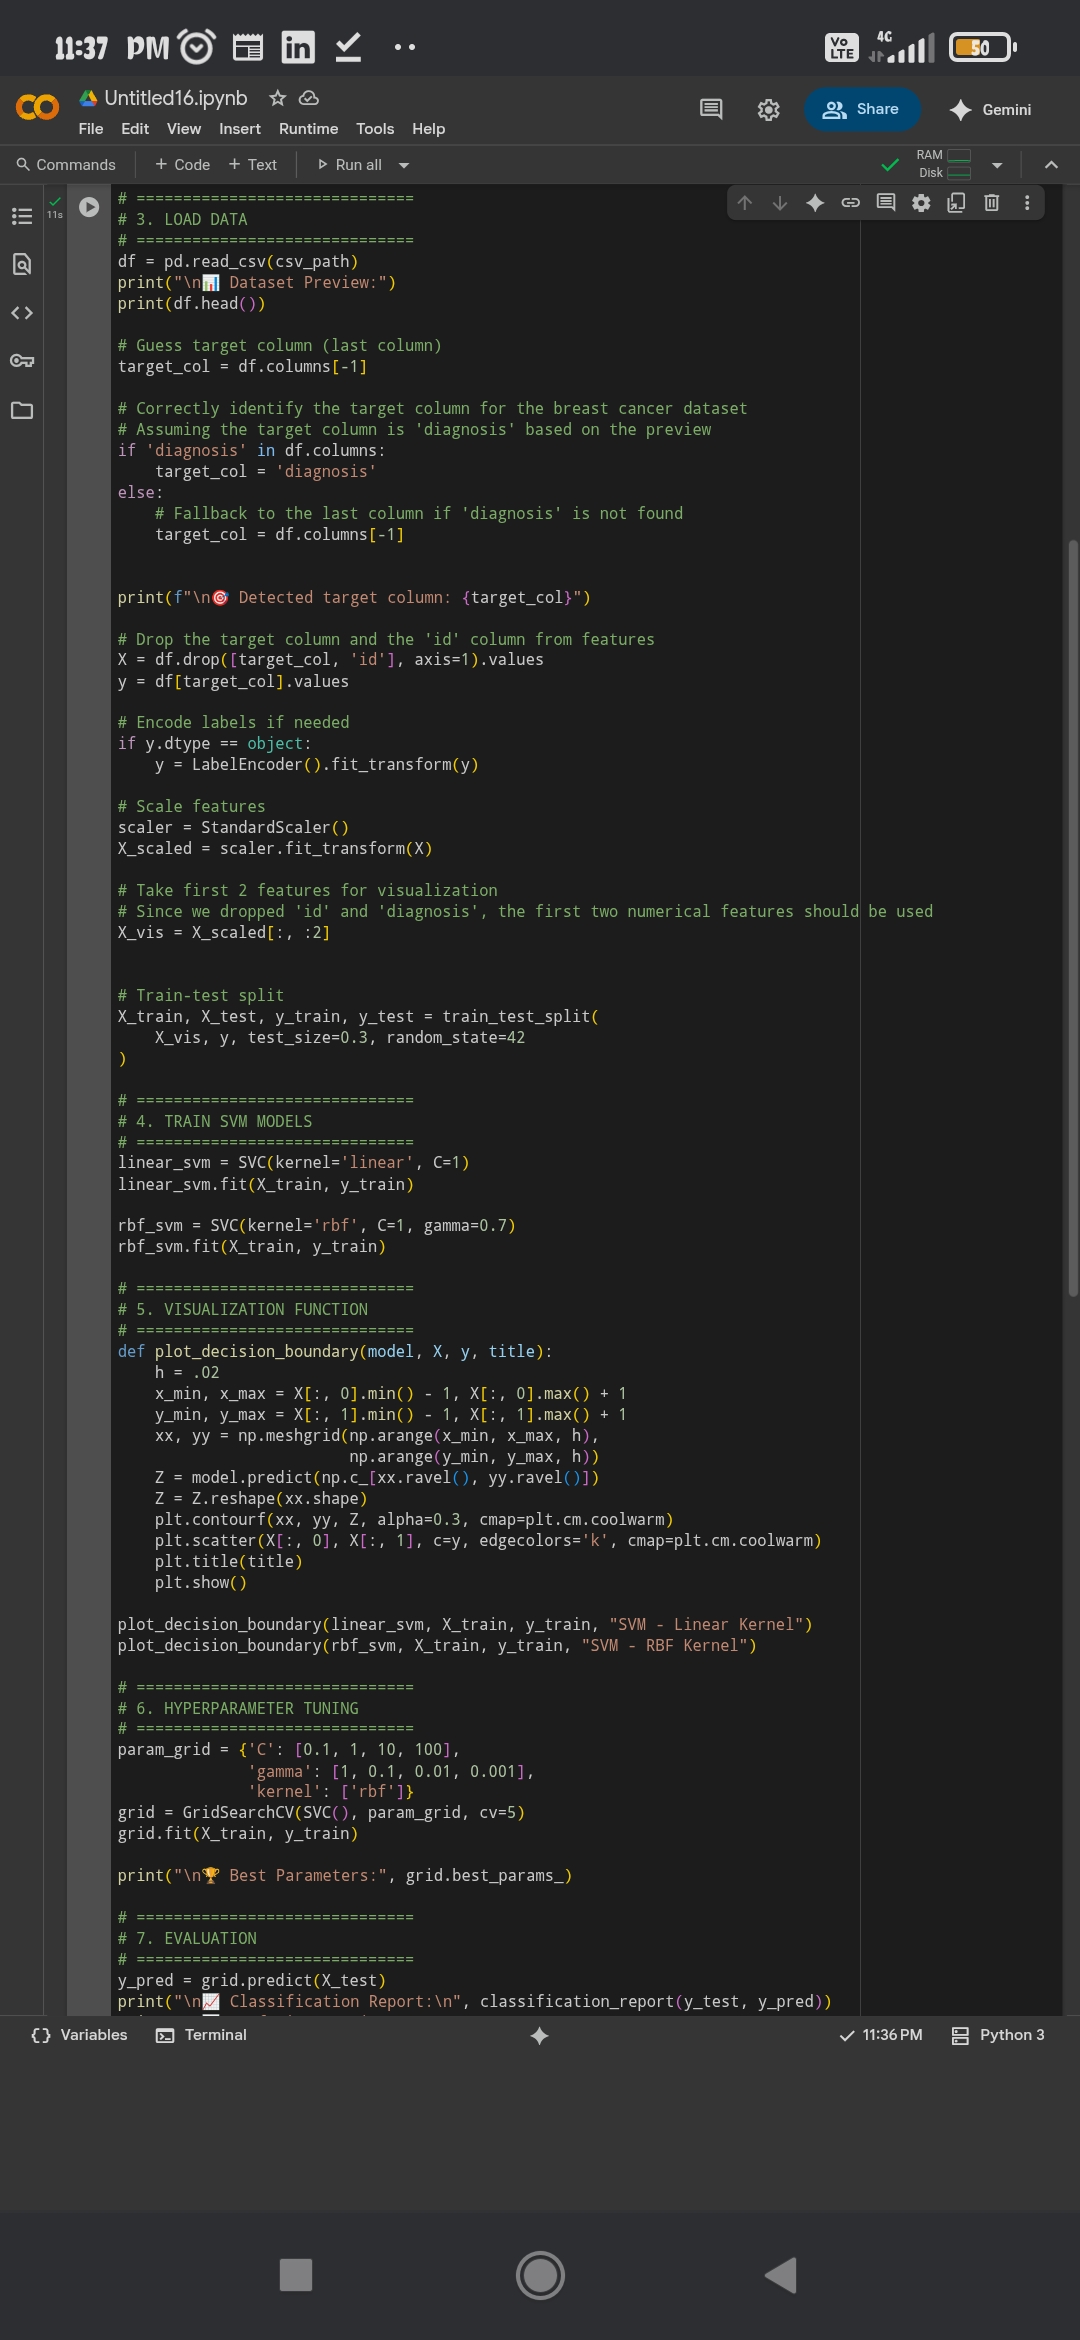 11:37 PM
Vo LTE 4G 50
Untitled16.ipynb
File Edit View Insert Runtime Tools Help
Share Gemini
Commands + Code + Text Run all
RAM
Disk
11s
# ==============================
# 3. LOAD DATA
# ==============================
df = pd.read_csv(csv_path)
print("\n📊 Dataset Preview:")
print(df.head())
# Guess target column (last column)
target_col = df.columns[-1]
# Correctly identify the target column for the breast cancer dataset
# Assuming the target column is 'diagnosis' based on the preview
if 'diagnosis' in df.columns:
    target_col = 'diagnosis'
else:
    # Fallback to the last column if 'diagnosis' is not found
    target_col = df.columns[-1]
print(f"\n🎯 Detected target column: {target_col}")
# Drop the target column and the 'id' column from features
X = df.drop([target_col, 'id'], axis=1).values
y = df[target_col].values
# Encode labels if needed
if y.dtype == object:
    y = LabelEncoder().fit_transform(y)
# Scale features
scaler = StandardScaler()
X_scaled = scaler.fit_transform(X)
# Take first 2 features for visualization
# Since we dropped 'id' and 'diagnosis', the first two numerical features should be used
X_vis = X_scaled[:, :2]
# Train-test split
X_train, X_test, y_train, y_test = train_test_split(
    X_vis, y, test_size=0.3, random_state=42
)
# ==============================
# 4. TRAIN SVM MODELS
# ==============================
linear_svm = SVC(kernel='linear', C=1)
linear_svm.fit(X_train, y_train)
rbf_svm = SVC(kernel='rbf', C=1, gamma=0.7)
rbf_svm.fit(X_train, y_train)
# ==============================
# 5. VISUALIZATION FUNCTION
# ==============================
def plot_decision_boundary(model, X, y, title):
    h = .02
    x_min, x_max = X[:, 0].min() - 1, X[:, 0].max() + 1
    y_min, y_max = X[:, 1].min() - 1, X[:, 1].max() + 1
    xx, yy = np.meshgrid(np.arange(x_min, x_max, h),
                         np.arange(y_min, y_max, h))
    Z = model.predict(np.c_[xx.ravel(), yy.ravel()])
    Z = Z.reshape(xx.shape)
    plt.contourf(xx, yy, Z, alpha=0.3, cmap=plt.cm.coolwarm)
    plt.scatter(X[:, 0], X[:, 1], c=y, edgecolors='k', cmap=plt.cm.coolwarm)
    plt.title(title)
    plt.show()
plot_decision_boundary(linear_svm, X_train, y_train, "SVM - Linear Kernel")
plot_decision_boundary(rbf_svm, X_train, y_train, "SVM - RBF Kernel")
# ==============================
# 6. HYPERPARAMETER TUNING
# ==============================
param_grid = {'C': [0.1, 1, 10, 100],
              'gamma': [1, 0.1, 0.01, 0.001],
              'kernel': ['rbf']}
grid = GridSearchCV(SVC(), param_grid, cv=5)
grid.fit(X_train, y_train)
print("\n🏆 Best Parameters:", grid.best_params_)
# ==============================
# 7. EVALUATION
# ==============================
y_pred = grid.predict(X_test)
print("\n📈 Classification Report:\n", classification_report(y_test, y_pred))
Variables Terminal 11:36 PM Python 3